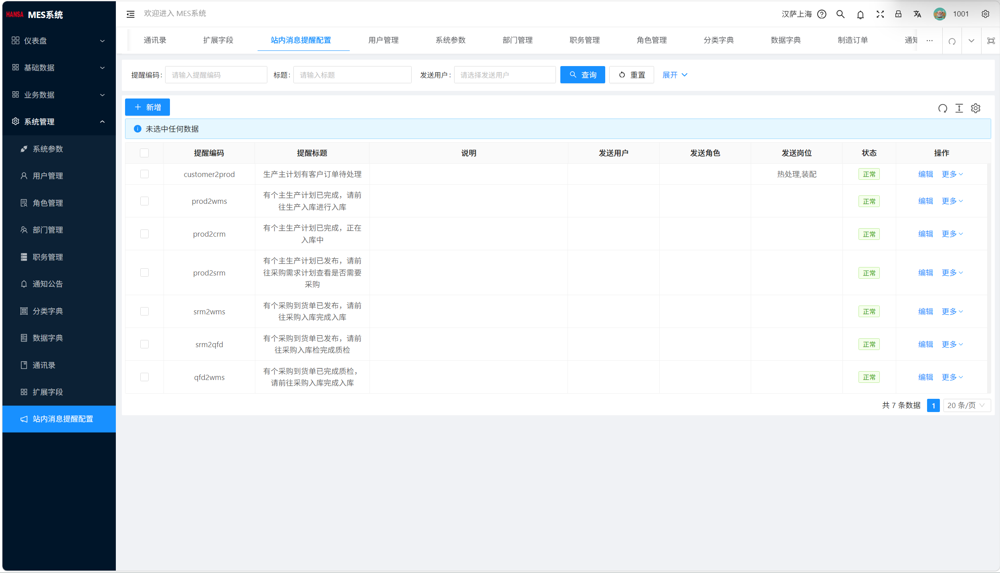 HANSA MES系统
欢迎进入 MES系统
汉萨上海
1001
仪表盘
基础数据
业务数据
系统管理
系统参数
用户管理
角色管理
部门管理
职务管理
通知公告
分类字典
数据字典
通讯录
扩展字段
站内消息提醒配置
通讯录 扩展字段 站内消息提醒配置 用户管理 系统参数 部门管理 职务管理 角色管理 分类字典 数据字典 制造订单 通知 ...
提醒编码: 请输入提醒编码 标题: 请输入标题 发送用户: 请选择发送用户 查询 重置 展开
新增
未选中任何数据
提醒编码 提醒标题 说明 发送用户 发送角色 发送岗位 状态 操作
customer2prod 生产主计划有客户订单待处理 热处理,装配 正常 编辑 更多
prod2wms 有个主生产计划已完成，请前
往生产入库进行入库 正常 编辑 更多
prod2crm 有个主生产计划已完成，正在
入库中 正常 编辑 更多
prod2srm 有个主生产计划已发布，请前
往采购需求计划查看是否需要
采购 正常 编辑 更多
srm2wms 有个采购到货单已发布，请前
往采购入库完成入库 正常 编辑 更多
srm2qfd 有个采购到货单已发布，请前
往采购入库检完成质检 正常 编辑 更多
qfd2wms 有个采购到货单已完成质检，
请前往采购入库完成入库 正常 编辑 更多
共 7 条数据 1 20 条/页